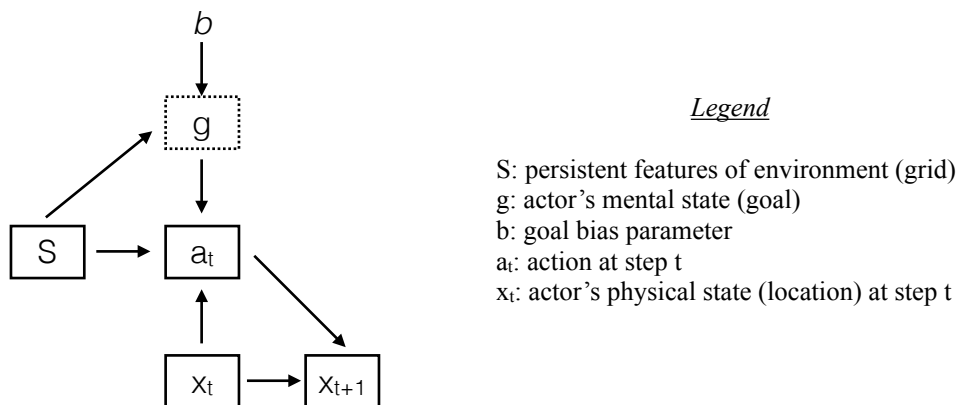 b
g
S
aₜ
xₜ
xₜ₊₁
Legend
S: persistent features of environment (grid)
g: actor’s mental state (goal)
b: goal bias parameter
aₜ: action at step t
xₜ: actor’s physical state (location) at step t